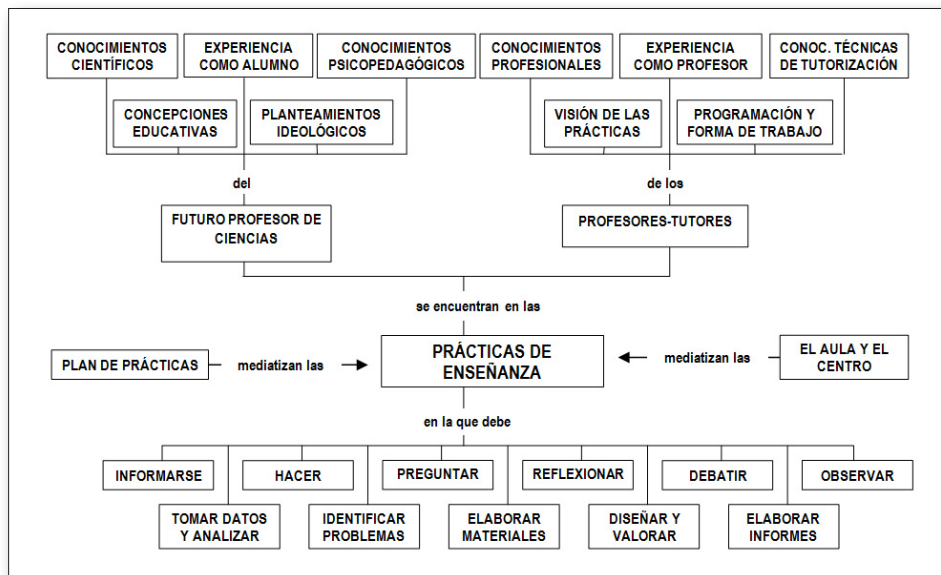 CONOCIMIENTOS
CIENTÍFICOS
EXPERIENCIA
COMO ALUMNO
CONOCIMIENTOS
PSICOPEDAGÓGICOS
CONOCIMIENTOS
PROFESIONALES
EXPERIENCIA
COMO PROFESOR
CONOC. TÉCNICAS
DE TUTORIZACIÓN
CONCEPCIONES
EDUCATIVAS
PLANTEAMIENTOS
IDEOLÓGICOS
VISIÓN DE LAS
PRÁCTICAS
PROGRAMACIÓN Y
FORMA DE TRABAJO
del
de los
FUTURO PROFESOR DE
CIENCIAS
PROFESORES-TUTORES
se encuentran en las
PLAN DE PRÁCTICAS
mediatizan las
PRÁCTICAS DE
ENSEÑANZA
mediatizan las
EL AULA Y EL
CENTRO
en la que debe
INFORMARSE
HACER
PREGUNTAR
REFLEXIONAR
DEBATIR
OBSERVAR
TOMAR DATOS
Y ANALIZAR
IDENTIFICAR
PROBLEMAS
ELABORAR
MATERIALES
DISEÑAR Y
VALORAR
ELABORAR
INFORMES